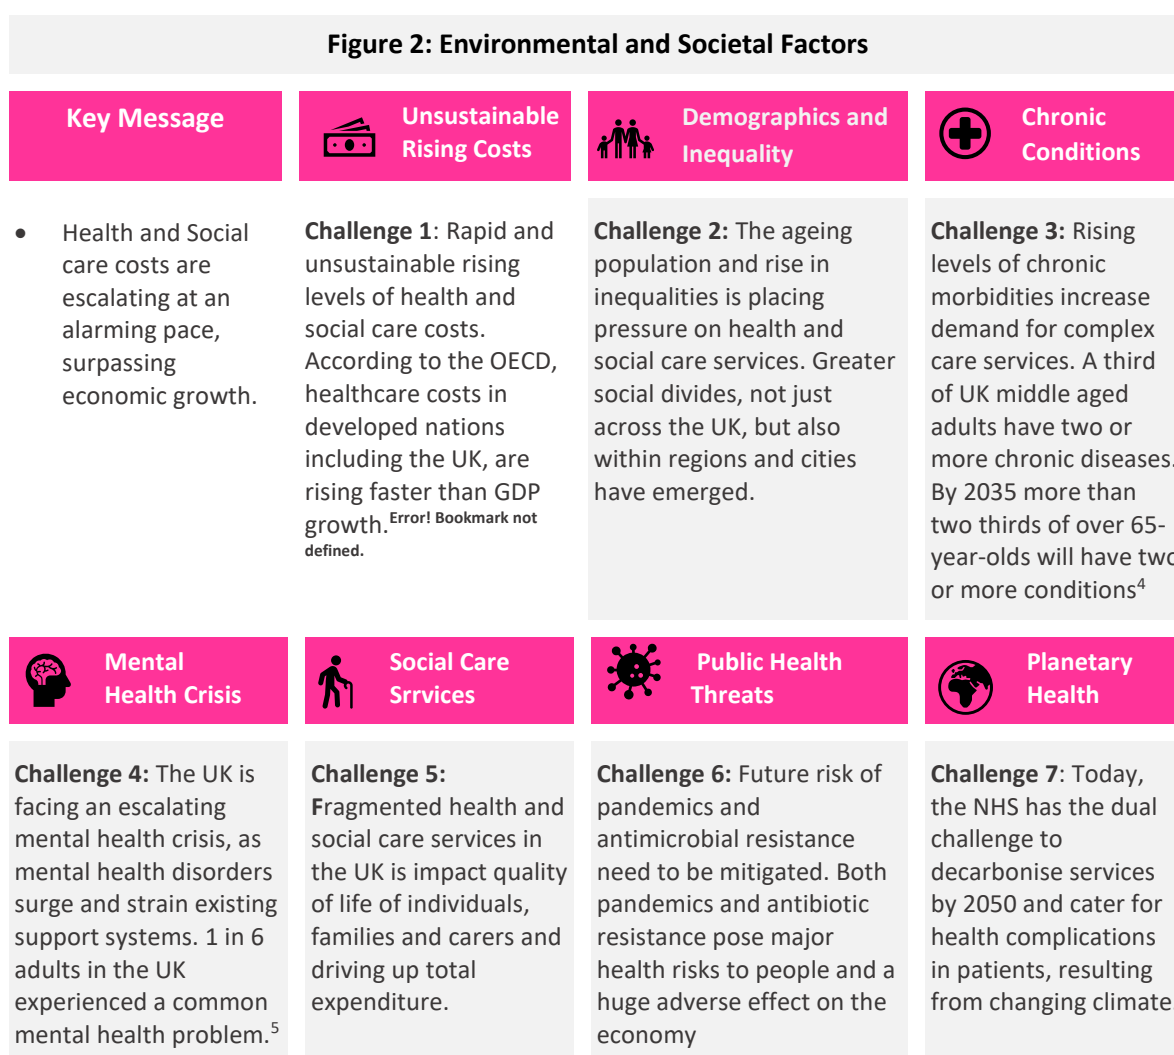 Figure 2: Environmental and Societal Factors
Key Message
Unsustainable
Rising Costs
Demographics and
Inequality
Chronic
Conditions
• Health and Social
care costs are
escalating at an
alarming pace,
surpassing
economic growth.
Challenge 1: Rapid and
unsustainable rising
levels of health and
social care costs.
According to the OECD,
healthcare costs in
developed nations
including the UK, are
rising faster than GDP
growth.Error! Bookmark not
defined.
Challenge 2: The ageing
population and rise in
inequalities is placing
pressure on health and
social care services. Greater
social divides, not just
across the UK, but also
within regions and cities
have emerged.
Challenge 3: Rising
levels of chronic
morbidities increase
demand for complex
care services. A third
of UK middle aged
adults have two or
more chronic diseases.
By 2035 more than
two thirds of over 65-
year-olds will have two
or more conditions4
Mental
Health Crisis
Social Care
Srrvices
Public Health
Threats
Planetary
Health
Challenge 4: The UK is
facing an escalating
mental health crisis, as
mental health disorders
surge and strain existing
support systems. 1 in 6
adults in the UK
experienced a common
mental health problem.5
Challenge 5:
Fragmented health and
social care services in
the UK is impact quality
of life of individuals,
families and carers and
driving up total
expenditure.
Challenge 6: Future risk of
pandemics and
antimicrobial resistance
need to be mitigated. Both
pandemics and antibiotic
resistance pose major
health risks to people and a
huge adverse effect on the
economy
Challenge 7: Today,
the NHS has the dual
challenge to
decarbonise services
by 2050 and cater for
health complications
in patients, resulting
from changing climate